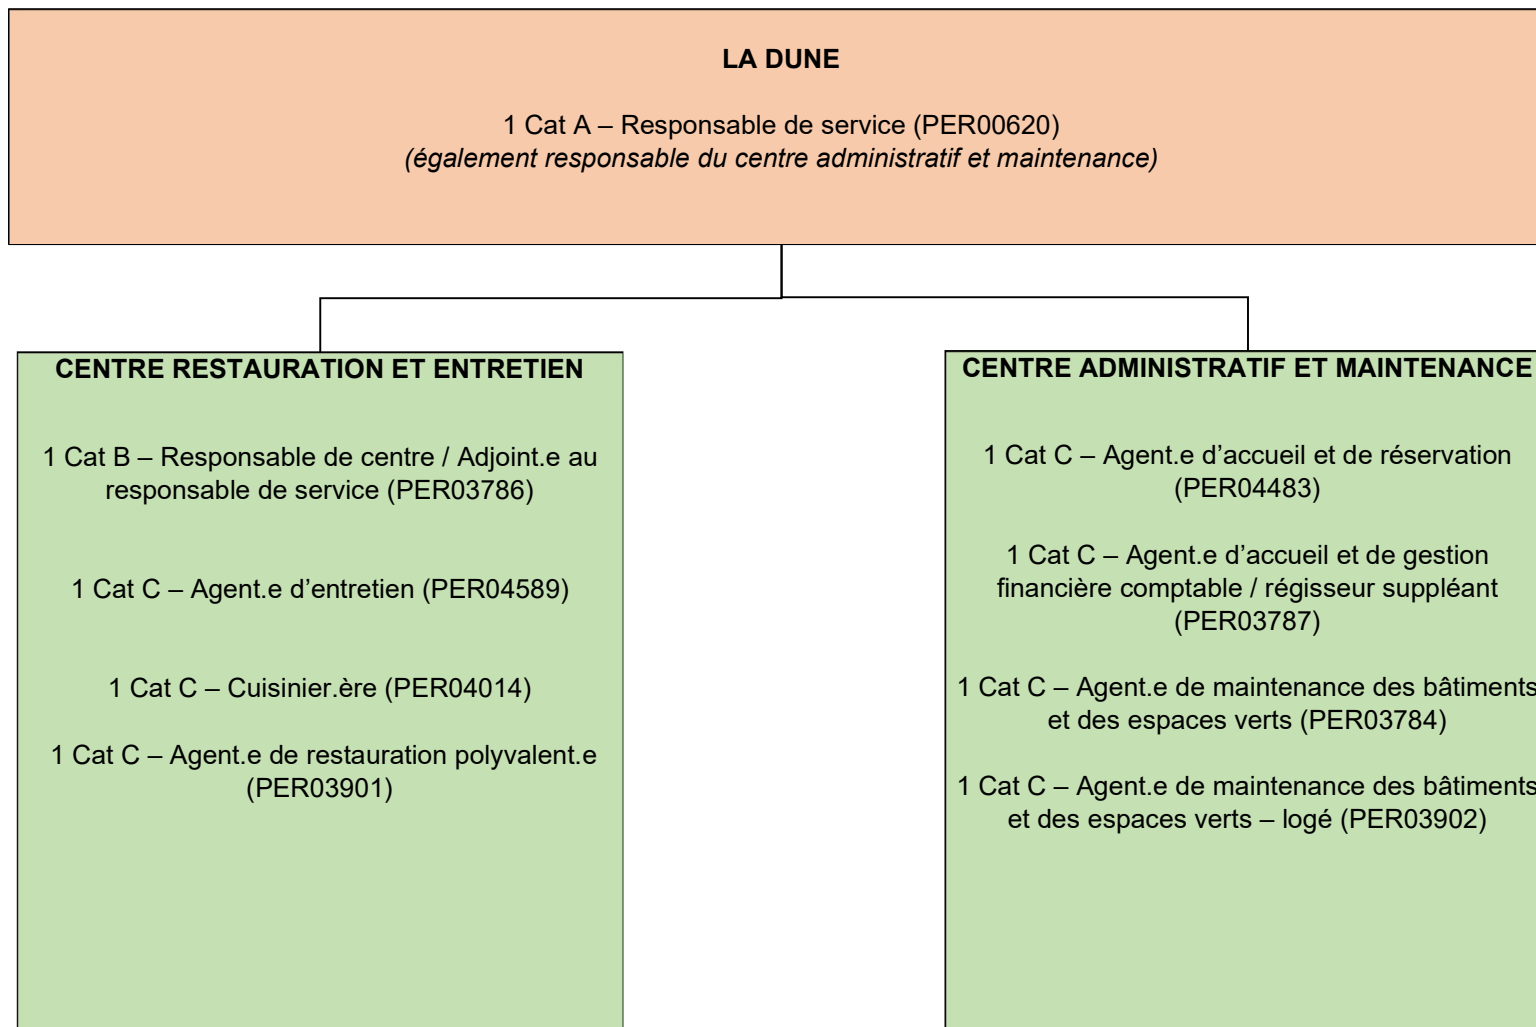 LA DUNE
1 Cat A – Responsable de service (PER00620)
(également responsable du centre administratif et maintenance)
CENTRE RESTAURATION ET ENTRETIEN
1 Cat B – Responsable de centre / Adjoint.e au
responsable de service (PER03786)
1 Cat C – Agent.e d’entretien (PER04589)
1 Cat C – Cuisinier.ère (PER04014)
1 Cat C – Agent.e de restauration polyvalent.e
(PER03901)
CENTRE ADMINISTRATIF ET MAINTENANCE
1 Cat C – Agent.e d’accueil et de réservation
(PER04483)
1 Cat C – Agent.e d’accueil et de gestion
financière comptable / régisseur suppléant
(PER03787)
1 Cat C – Agent.e de maintenance des bâtiments
et des espaces verts (PER03784)
1 Cat C – Agent.e de maintenance des bâtiments
et des espaces verts – logé (PER03902)